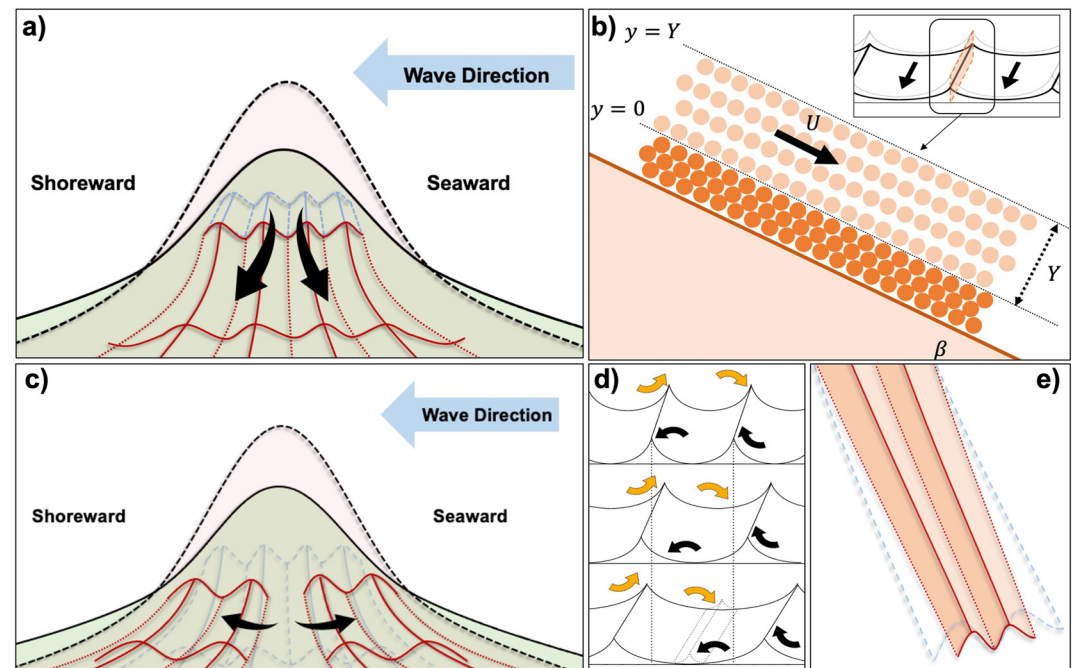 a)
Wave Direction
Shoreward
Seaward
b)
y = Y
y = 0
U
Y
β
c)
Wave Direction
Shoreward
Seaward
d)
e)